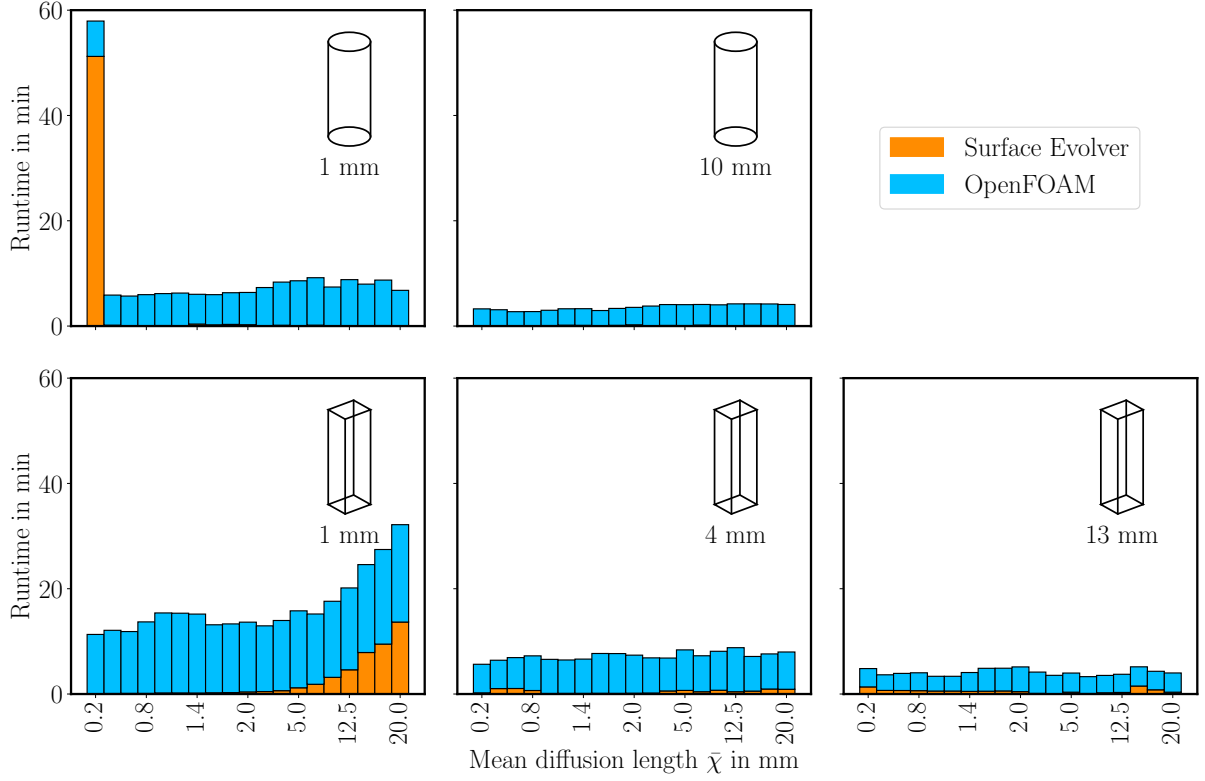 60
40
20
0
Runtime in min
1 mm
10 mm
Surface Evolver
OpenFOAM
60
40
20
0
Runtime in min
1 mm
4 mm
13 mm
0.2 0.8 1.4 2.0 5.0 12.5 20.0
0.2 0.8 1.4 2.0 5.0 12.5 20.0
0.2 0.8 1.4 2.0 5.0 12.5 20.0
Mean diffusion length χ̄ in mm